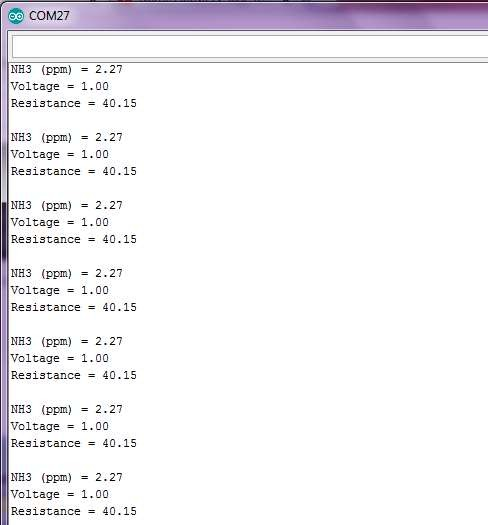 COM27
NH3 (ppm) = 2.27
Voltage = 1.00
Resistance = 40.15
NH3 (ppm) = 2.27
Voltage = 1.00
Resistance = 40.15
NH3 (ppm) = 2.27
Voltage = 1.00
Resistance = 40.15
NH3 (ppm) = 2.27
Voltage = 1.00
Resistance = 40.15
NH3 (ppm) = 2.27
Voltage = 1.00
Resistance = 40.15
NH3 (ppm) = 2.27
Voltage = 1.00
Resistance = 40.15
NH3 (ppm) = 2.27
Voltage = 1.00
Resistance = 40.15